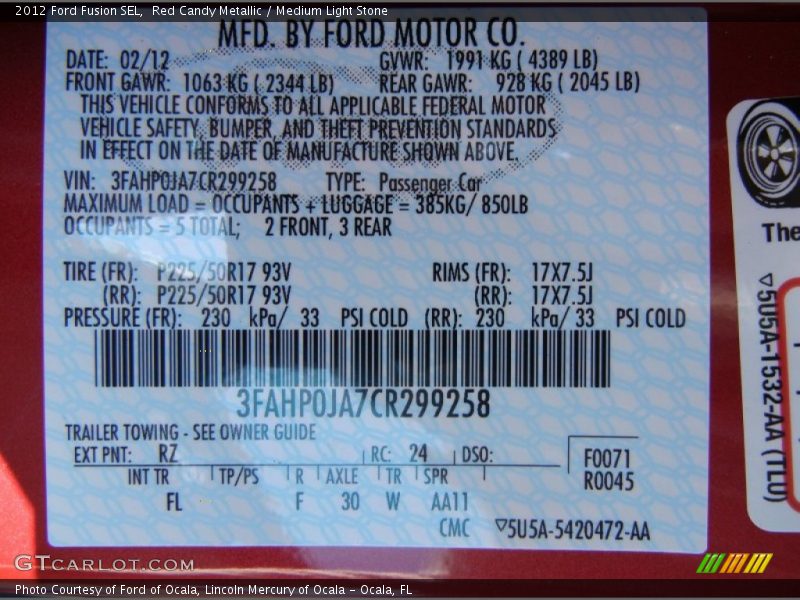 2012 Ford Fusion SEL, Red Candy Metallic / Medium Light Stone
MFD. BY FORD MOTOR CO.
DATE: 02/12 GVWR: 1991 KG ( 4389 LB)
FRONT GAWR: 1063 KG ( 2344 LB) REAR GAWR: 928 KG ( 2045 LB)
THIS VEHICLE CONFORMS TO ALL APPLICABLE FEDERAL MOTOR
VEHICLE SAFETY, BUMPER, AND THEFT PREVENTION STANDARDS
IN EFFECT ON THE DATE OF MANUFACTURE SHOWN ABOVE.
VIN: 3FAHP0JA7CR299258 TYPE: Passenger Car
MAXIMUM LOAD = OCCUPANTS + LUGGAGE = 385KG/ 850LB
OCCUPANTS = 5 TOTAL; 2 FRONT, 3 REAR
TIRE (FR): P225/50R17 93V RIMS (FR): 17X7.5J
(RR): P225/50R17 93V (RR): 17X7.5J
PRESSURE (FR): 230 kPa/ 33 PSI COLD (RR): 230 kPa/ 33 PSI COLD
3FAHP0JA7CR299258
TRAILER TOWING - SEE OWNER GUIDE
EXT PNT: RZ RC: 24 DSO:
F0071
R0045
INT TR TP/PS R AXLE TR SPR
FL F 30 W AA11
CMC ▽5U5A-5420472-AA
The
▽5U5A-1532-AA (TLU)
GTCARLOT.COM
Photo Courtesy of Ford of Ocala, Lincoln Mercury of Ocala - Ocala, FL